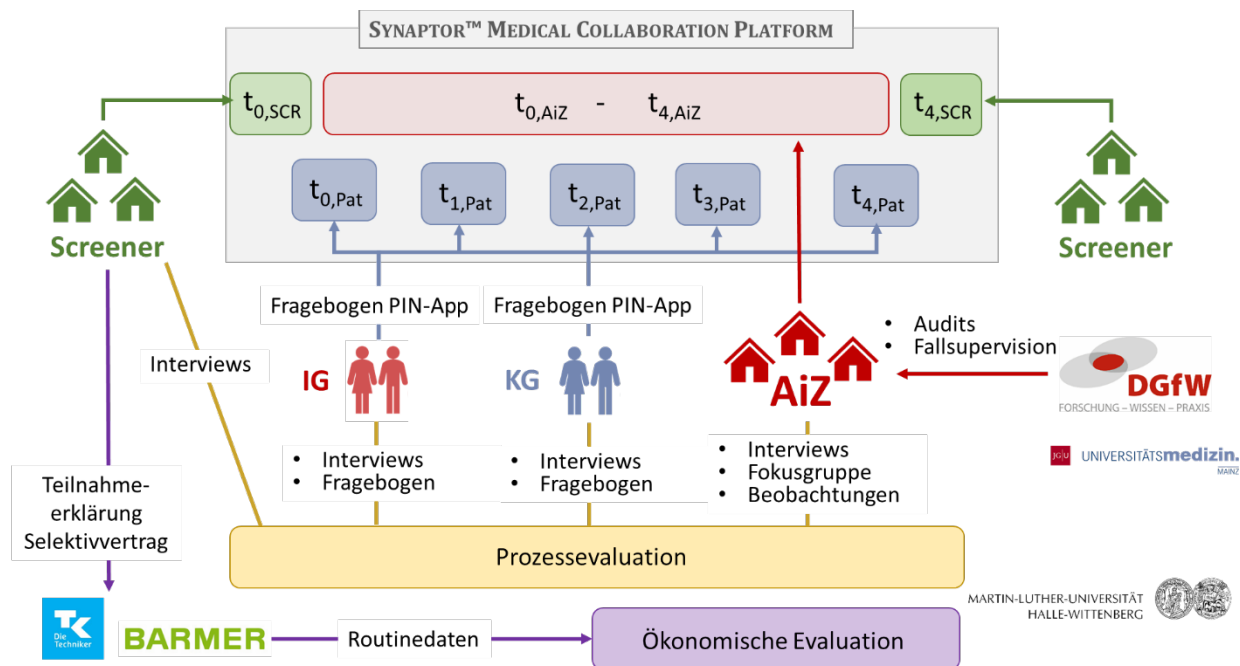 SYNAPTOR™ MEDICAL COLLABORATION PLATFORM
t0,SCR
t0,AiZ - t4,AiZ
t4,SCR
t0,Pat
t1,Pat
t2,Pat
t3,Pat
t4,Pat
Screener
Screener
Fragebogen PIN-App
Fragebogen PIN-App
• Audits
• Fallsupervision
Interviews
IG
KG
AiZ
DGfW
FORSCHUNG – WISSEN – PRAXIS
• Interviews
• Fragebogen
• Interviews
• Fragebogen
• Interviews
• Fokusgruppe
• Beobachtungen
JG|U UNIVERSITÄTSmedizin.
MAINZ
Teilnahme-
erklärung
Selektivvertrag
Prozessevaluation
MARTIN-LUTHER-UNIVERSITÄT
HALLE-WITTENBERG
TK
Die
Techniker
BARMER
Routinedaten
Ökonomische Evaluation